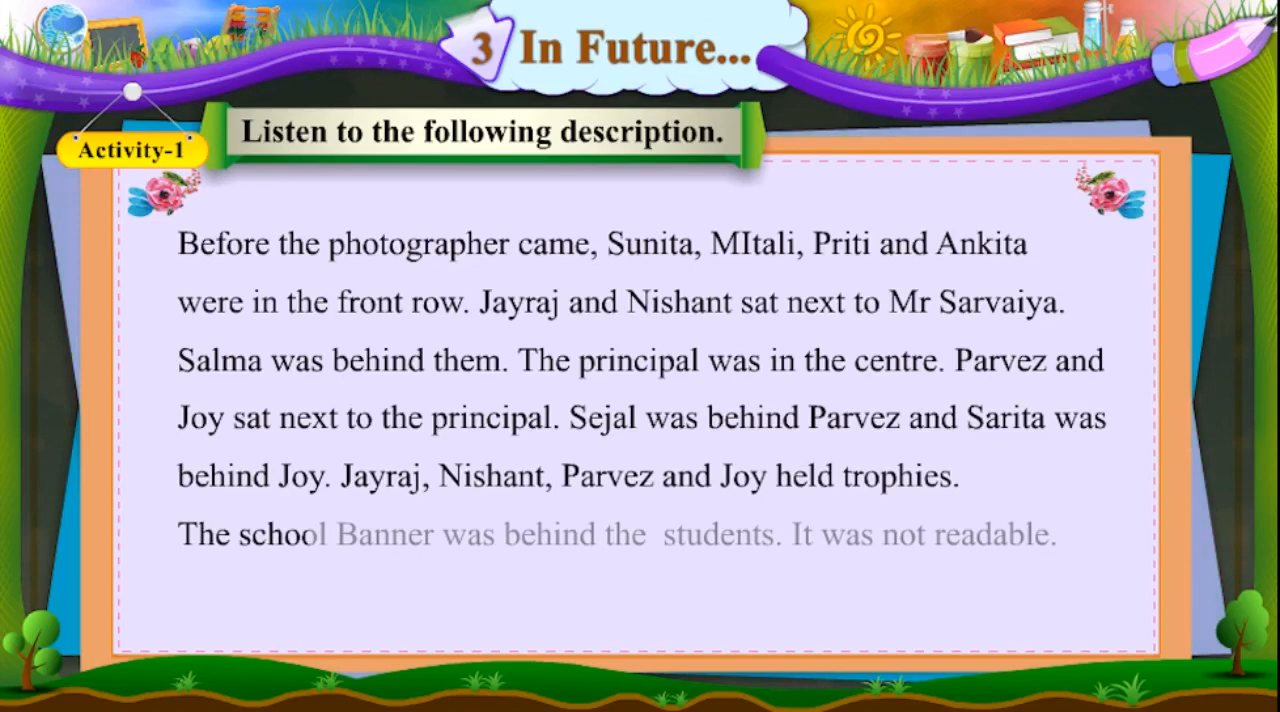 3 In Future...
Activity-1
Listen to the following description.
Before the photographer came, Sunita, MItali, Priti and Ankita
were in the front row. Jayraj and Nishant sat next to Mr Sarvaiya.
Salma was behind them. The principal was in the centre. Parvez and
Joy sat next to the principal. Sejal was behind Parvez and Sarita was
behind Joy. Jayraj, Nishant, Parvez and Joy held trophies.
The school Banner was behind the students. It was not readable.